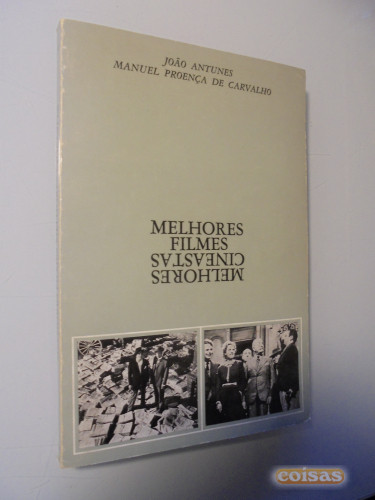 JOÃO ANTUNES
MANUEL PROENÇA DE CARVALHO
MELHORES
FILMES
MELHORES
CINEASTAS
coisas